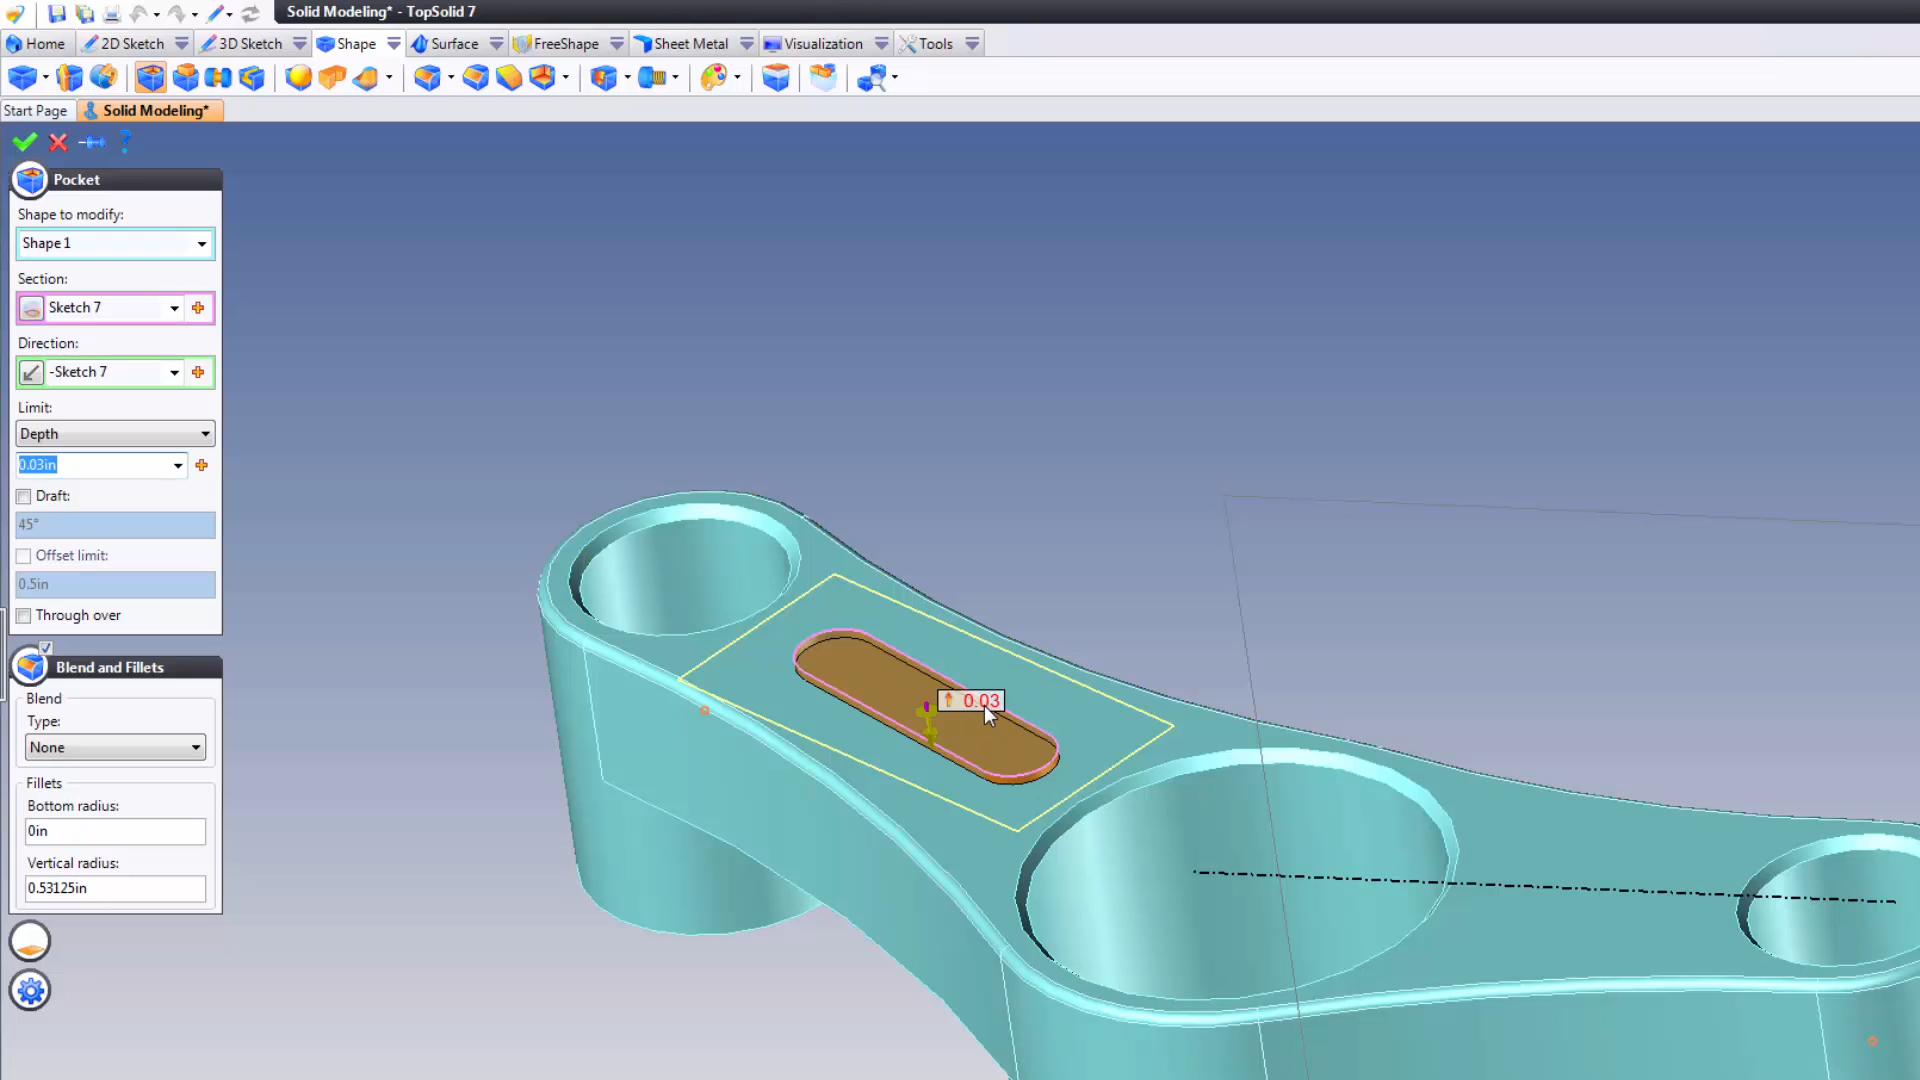 Solid Modeling* - TopSolid 7
Home 2D Sketch 3D Sketch Shape Surface FreeShape Sheet Metal Visualization Tools
Start Page Solid Modeling*
Pocket
Shape to modify:
Shape 1
Section:
Sketch 7
Direction:
-Sketch 7
Limit:
Depth
0.03in
Draft:
45°
Offset limit:
0.5in
Through over
Blend and Fillets
Blend
Type:
None
Fillets
Bottom radius:
0in
Vertical radius:
0.53125in
0.03